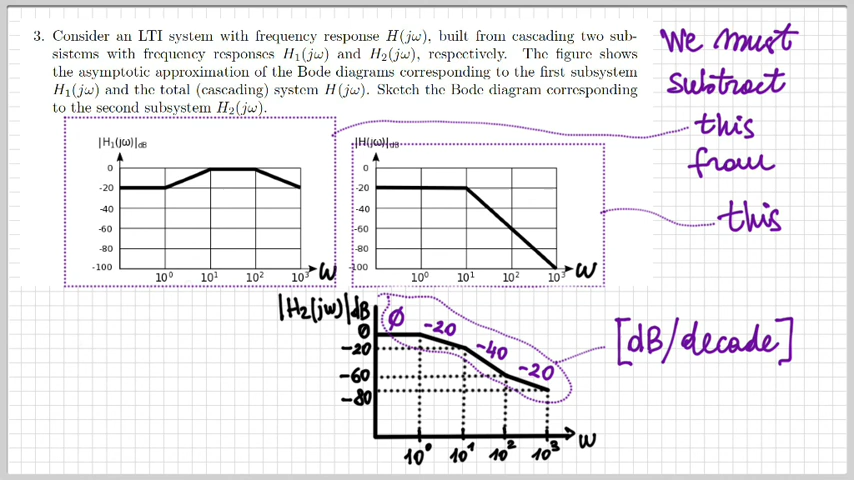 3. Consider an LTI system with frequency response H(jω), built from cascading two sub-
sistems with frequency responses H₁(jω) and H₂(jω), respectively. The figure shows
the asymptotic approximation of the Bode diagrams corresponding to the first subsystem
H₁(jω) and the total (cascading) system H(jω). Sketch the Bode diagram corresponding
to the second subsystem H₂(jω).
We must
subtract
this
from
this
|H₁(jω)|dB
0
-20
-40
-60
-80
-100
10⁰ 10¹ 10² 10³ ω
|H(jω)|dB
0
-20
-40
-60
-80
-100
10⁰ 10¹ 10² 10³ ω
|H₂(jω)|dB
0
-20
-60
-80
Ø -20 -40 -20
[dB/decade]
10⁰ 10¹ 10² 10³ ω